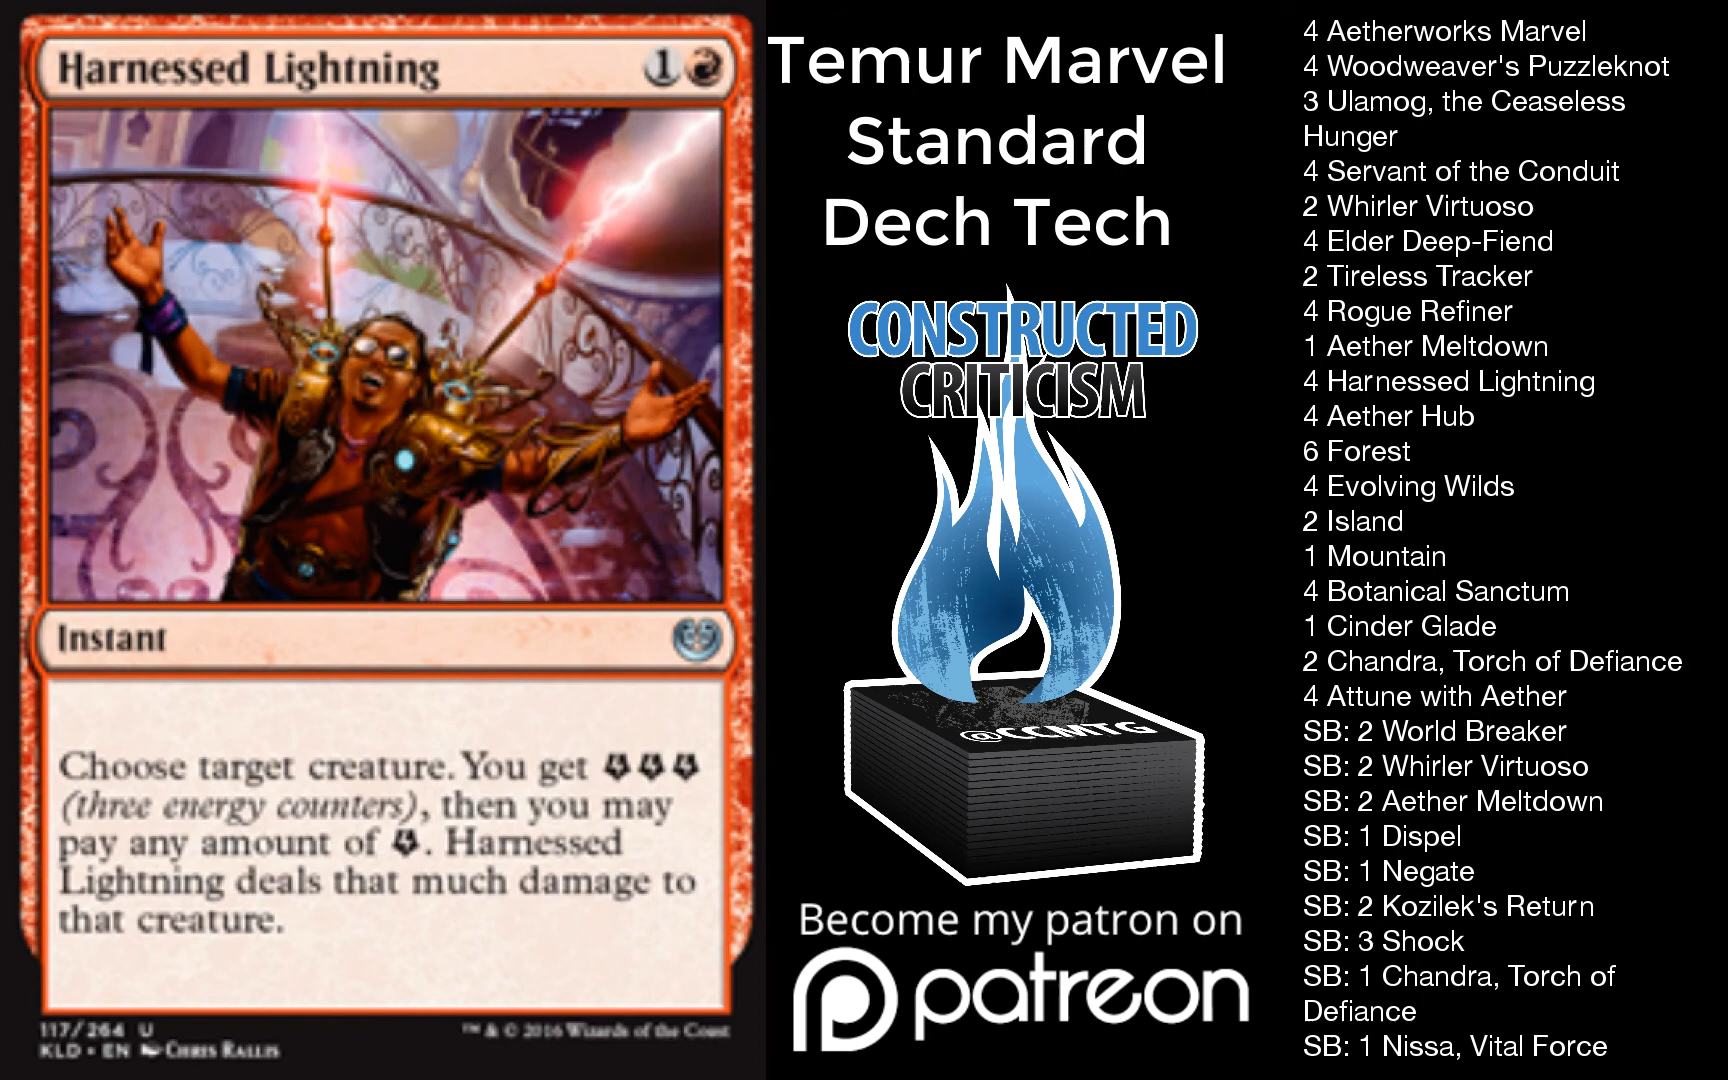 Harnessed Lightning
1
Instant
Choose target creature. You get
(three energy counters), then you may
pay any amount of . Harnessed
Lightning deals that much damage to
that creature.
117/264 U
KLD • EN Chris Rallis
™ & © 2016 Wizards of the Coast
Temur Marvel
Standard
Dech Tech
CONSTRUCTED
CRITICISM
@CCMTG
Become my patron on
patreon
4 Aetherworks Marvel
4 Woodweaver's Puzzleknot
3 Ulamog, the Ceaseless
Hunger
4 Servant of the Conduit
2 Whirler Virtuoso
4 Elder Deep-Fiend
2 Tireless Tracker
4 Rogue Refiner
1 Aether Meltdown
4 Harnessed Lightning
4 Aether Hub
6 Forest
4 Evolving Wilds
2 Island
1 Mountain
4 Botanical Sanctum
1 Cinder Glade
2 Chandra, Torch of Defiance
4 Attune with Aether
SB: 2 World Breaker
SB: 2 Whirler Virtuoso
SB: 2 Aether Meltdown
SB: 1 Dispel
SB: 1 Negate
SB: 2 Kozilek's Return
SB: 3 Shock
SB: 1 Chandra, Torch of
Defiance
SB: 1 Nissa, Vital Force